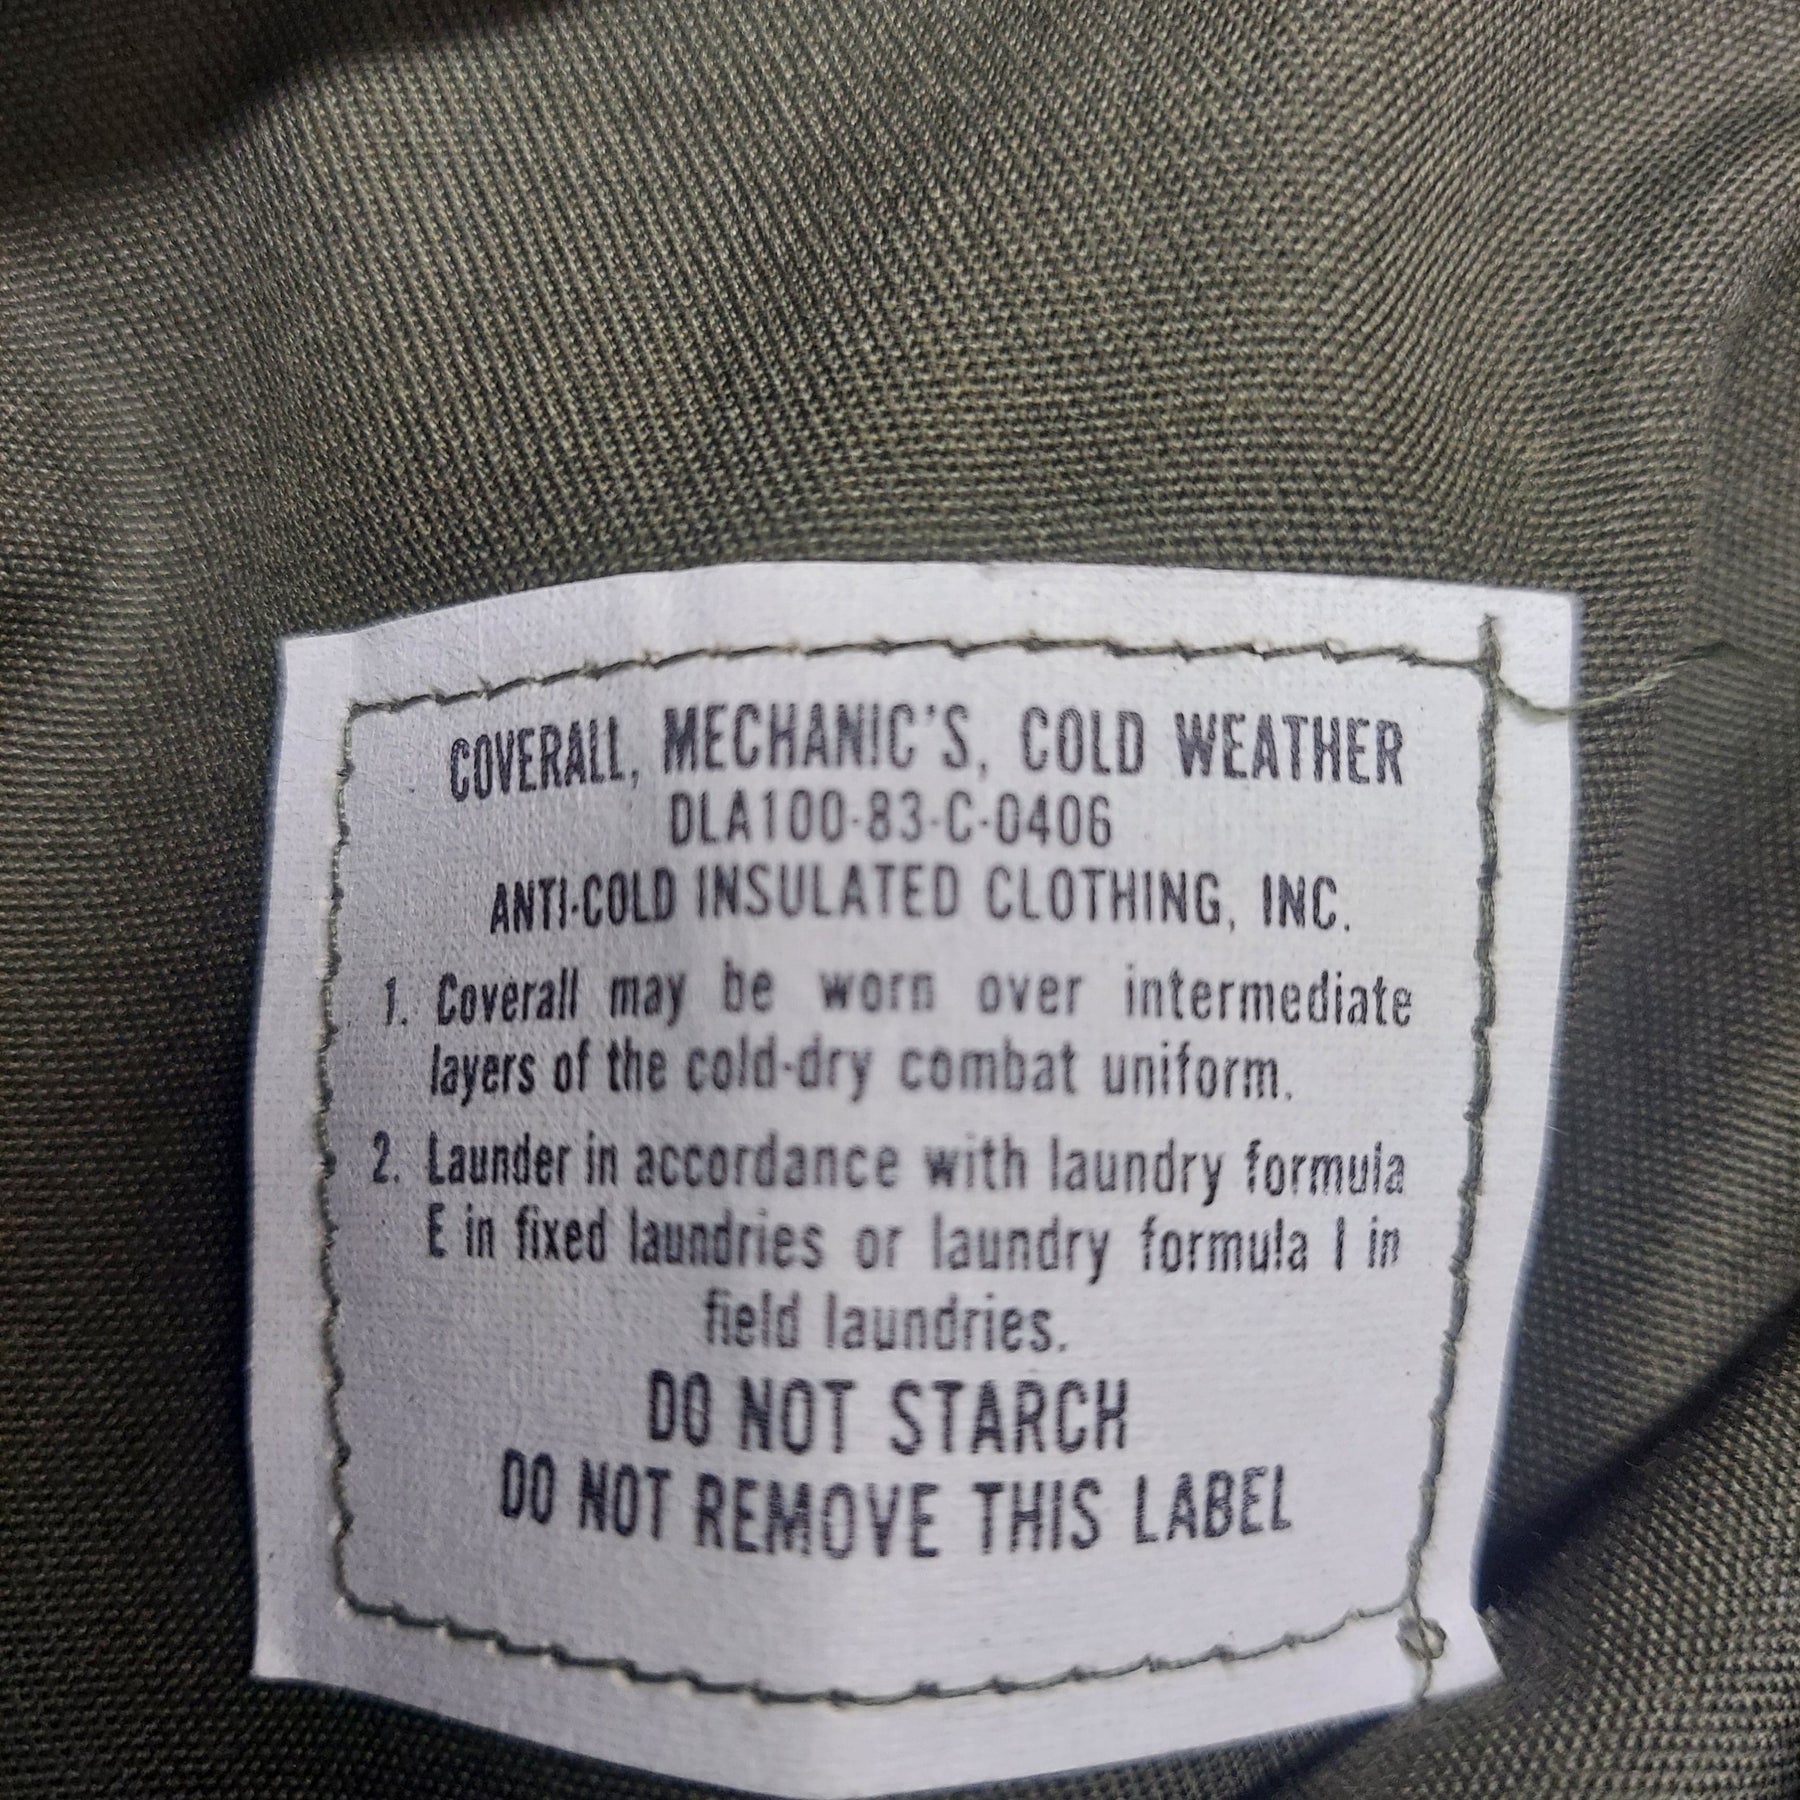 COVERALL, MECHANIC'S, COLD WEATHER
DLA100-83-C-0406
ANTI-COLD INSULATED CLOTHING, INC.
1. Coverall may be worn over intermediate
layers of the cold-dry combat uniform.
2. Launder in accordance with laundry formula
E in fixed laundries or laundry formula I in
field laundries.
DO NOT STARCH
DO NOT REMOVE THIS LABEL